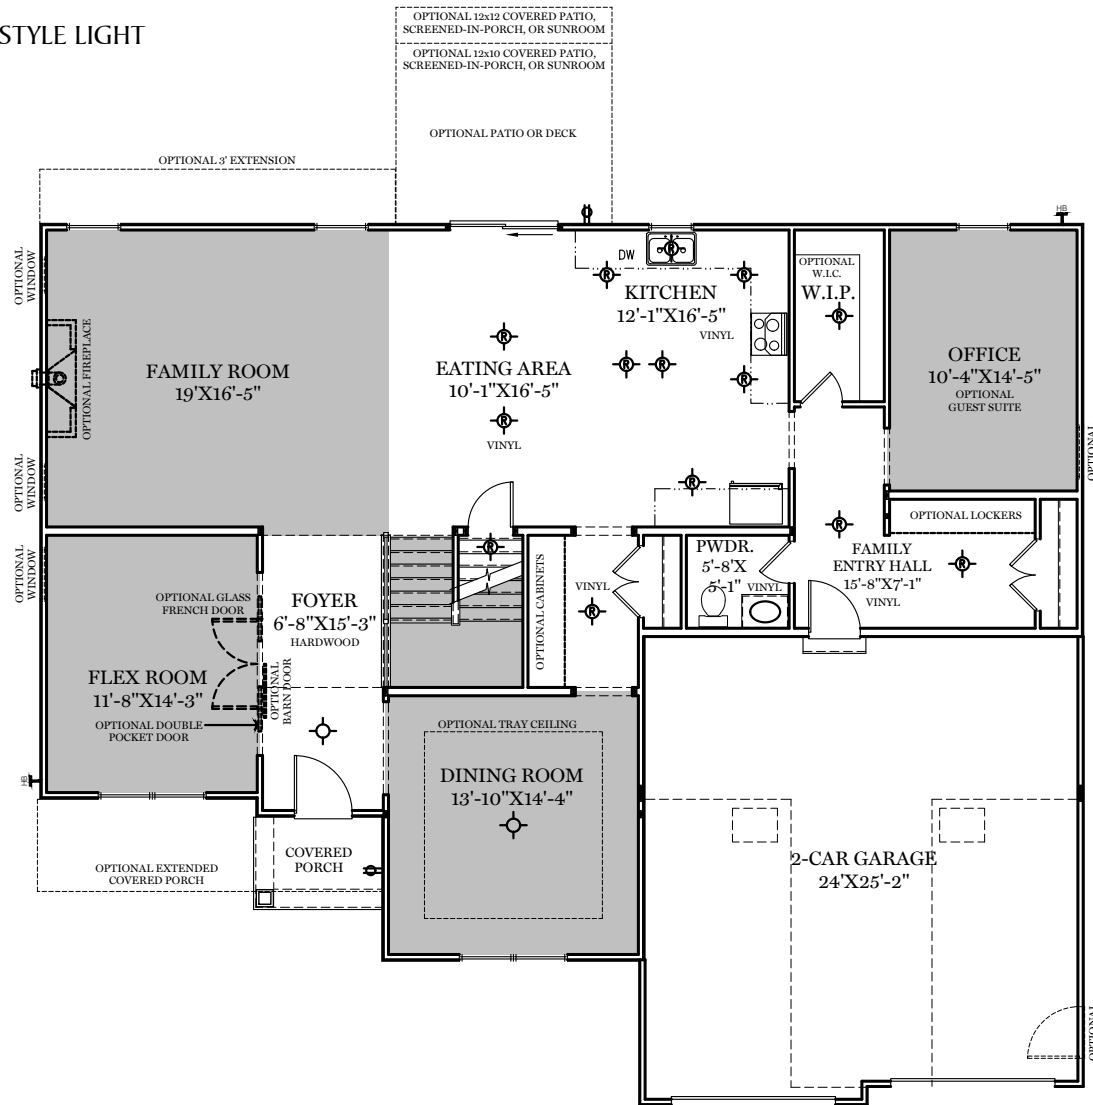 STYLE LIGHT
OPTIONAL 12x12 COVERED PATIO,
SCREENED-IN-PORCH, OR SUNROOM
OPTIONAL 12x10 COVERED PATIO,
SCREENED-IN-PORCH, OR SUNROOM
OPTIONAL PATIO OR DECK
OPTIONAL 3' EXTENSION
HB
OPTIONAL
WINDOW
DW
KITCHEN
12'-1"X16'-5"
VINYL
OPTIONAL
W.I.C.
W.I.P.
OFFICE
10'-4"X14'-5"
OPTIONAL
GUEST SUITE
OPTIONAL FIREPLACE
FAMILY ROOM
19'X16'-5"
EATING AREA
10'-1"X16'-5"
VINYL
OPTIONAL
WINDOW
OPTIONAL
OPTIONAL LOCKERS
OPTIONAL
WINDOW
OPTIONAL GLASS
FRENCH DOOR
FOYER
6'-8"X15'-3"
HARDWOOD
OPTIONAL CABINETS
VINYL
PWDR.
5'-8'X
5'-1"
VINYL
FAMILY
ENTRY HALL
15'-8"X7'-1"
VINYL
FLEX ROOM
11'-8"X14'-3"
OPTIONAL
BARN DOOR
OPTIONAL DOUBLE
POCKET DOOR
OPTIONAL TRAY CEILING
DINING ROOM
13'-10"X14'-4"
HB
OPTIONAL EXTENDED
COVERED PORCH
COVERED
PORCH
2-CAR GARAGE
24'X25'-2"
OPTIONAL
R
R
R
R
R
R
R
R
R
R
R
R
R
R